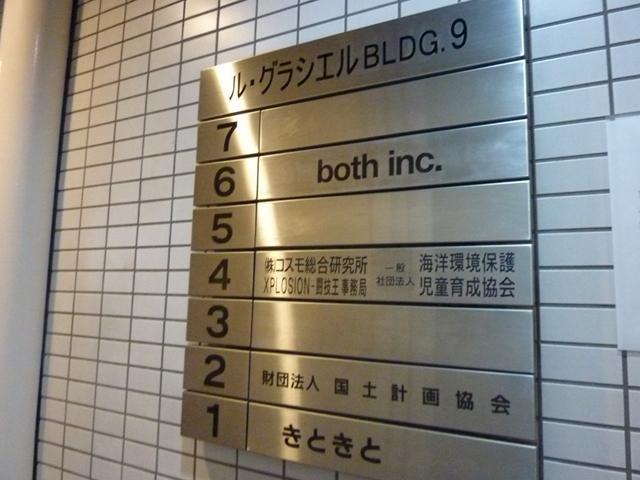 ル・グラシエルBLDG.9
7
6 both inc.
5
4 ㈱コスモ総合研究所 XPLOSION-闘技王事務局 一般社団法人 海洋環境保護児童育成協会
3
2 財団法人 国土計画協会
1 きときと